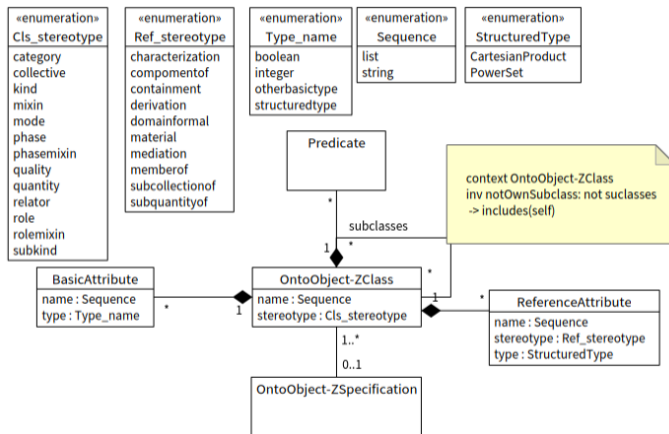 «enumeration»
Cls_stereotype
category
collective
kind
mixin
mode
phase
phasemixin
quality
quantity
relator
role
rolemixin
subkind
«enumeration»
Ref_stereotype
characterization
compomentof
containment
derivation
domainformal
material
mediation
memberof
subcollectionof
subquantityof
«enumeration»
Type_name
boolean
integer
otherbasictype
structuredtype
«enumeration»
Sequence
list
string
«enumeration»
StructuredType
CartesianProduct
PowerSet
Predicate
context OntoObject-ZClass
inv notOwnSubclass: not suclasses
-> includes(self)
*
subclasses
1
*
BasicAttribute
name : Sequence
type : Type_name
*
1
OntoObject-ZClass
name : Sequence
stereotype : Cls_stereotype
*
1
*
ReferenceAttribute
name : Sequence
stereotype : Ref_stereotype
type : StructuredType
1..*
0..1
OntoObject-ZSpecification